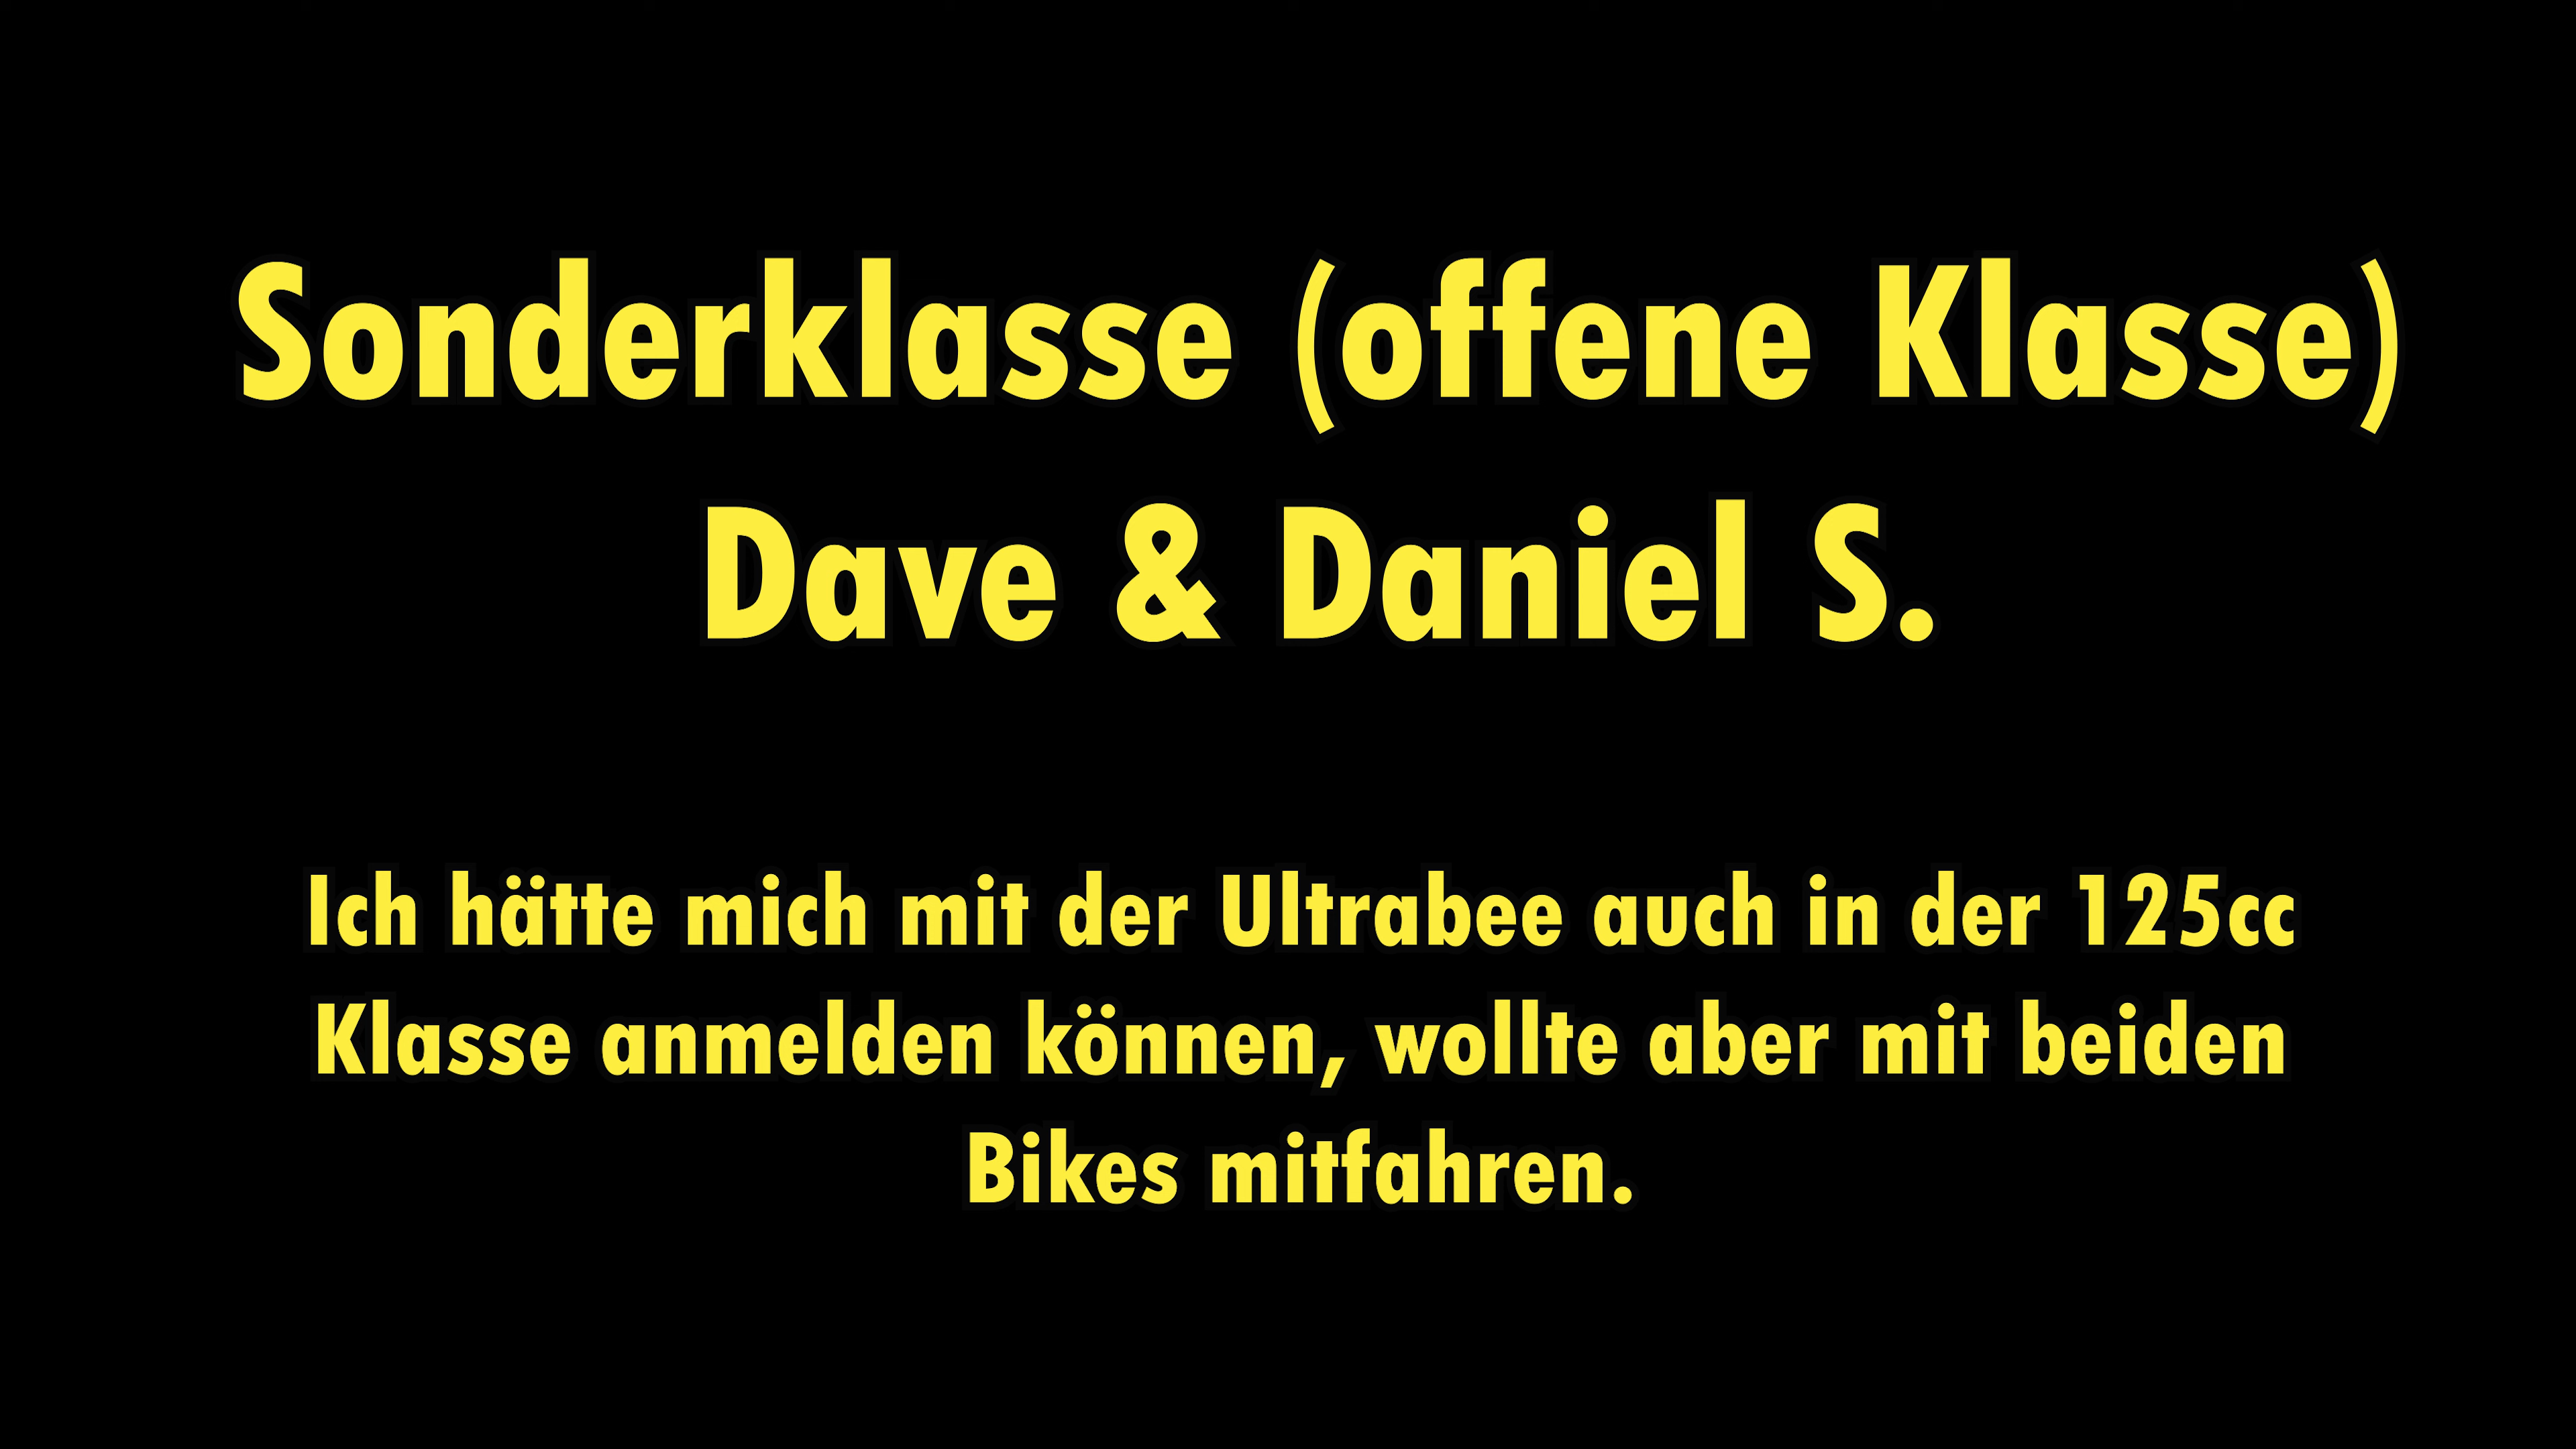 Sonderklasse (offene Klasse)
Dave & Daniel S.
Ich hätte mich mit der Ultrabee auch in der 125cc
Klasse anmelden können, wollte aber mit beiden
Bikes mitfahren.